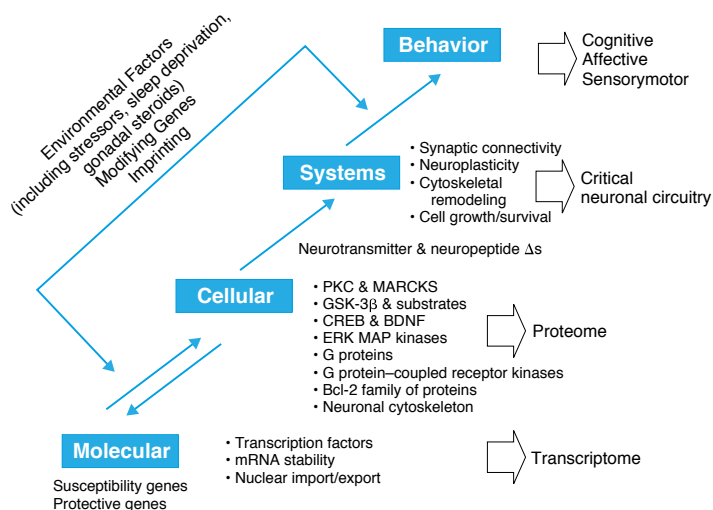 Environmental Factors
(including stressors, sleep deprivation,
gonadal steroids)
Modifying Genes
Imprinting
Behavior
Cognitive
Affective
Sensorymotor
Systems
• Synaptic connectivity
• Neuroplasticity
• Cytoskeletal
remodeling
• Cell growth/survival
Critical
neuronal circuitry
Neurotransmitter & neuropeptide Δs
Cellular
• PKC & MARCKS
• GSK-3β & substrates
• CREB & BDNF
• ERK MAP kinases
• G proteins
• G protein–coupled receptor kinases
• Bcl-2 family of proteins
• Neuronal cytoskeleton
Proteome
Molecular
Susceptibility genes
Protective genes
• Transcription factors
• mRNA stability
• Nuclear import/export
Transcriptome